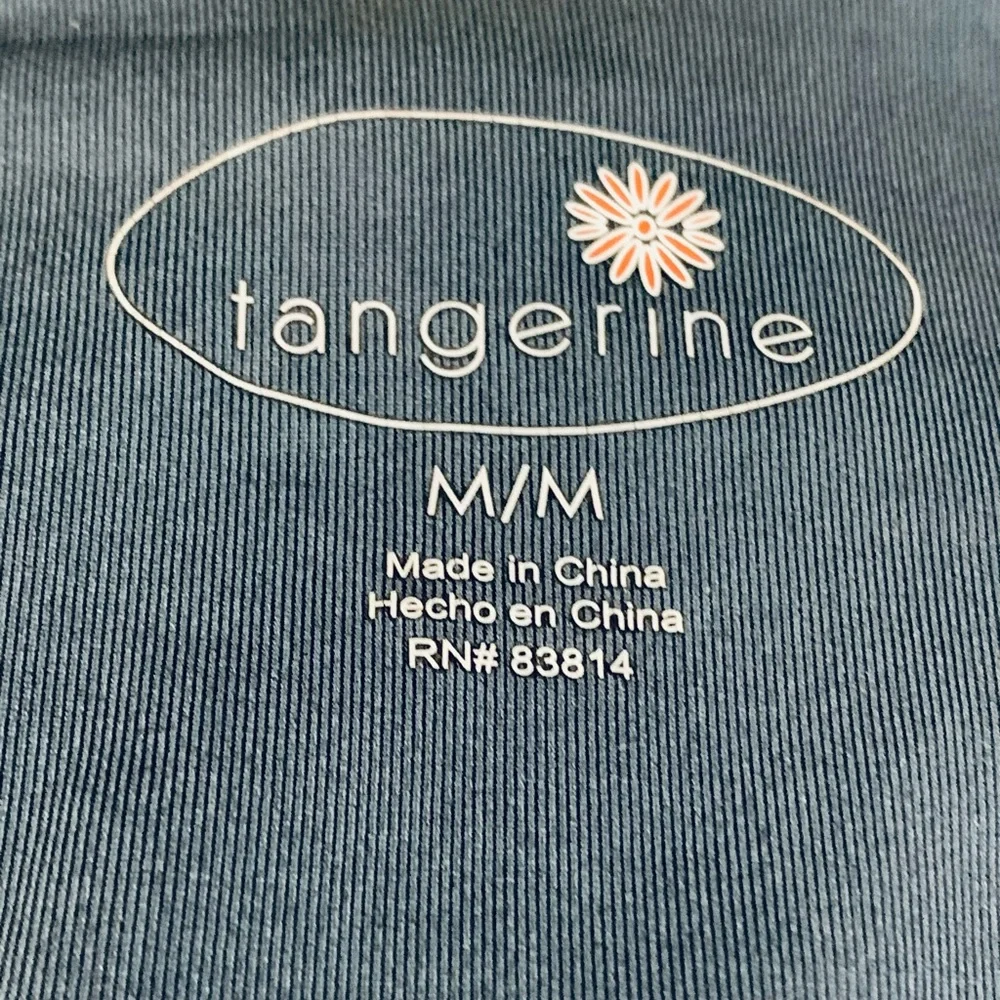 tangerine
M/M
Made in China
Hecho en China
RN# 83814